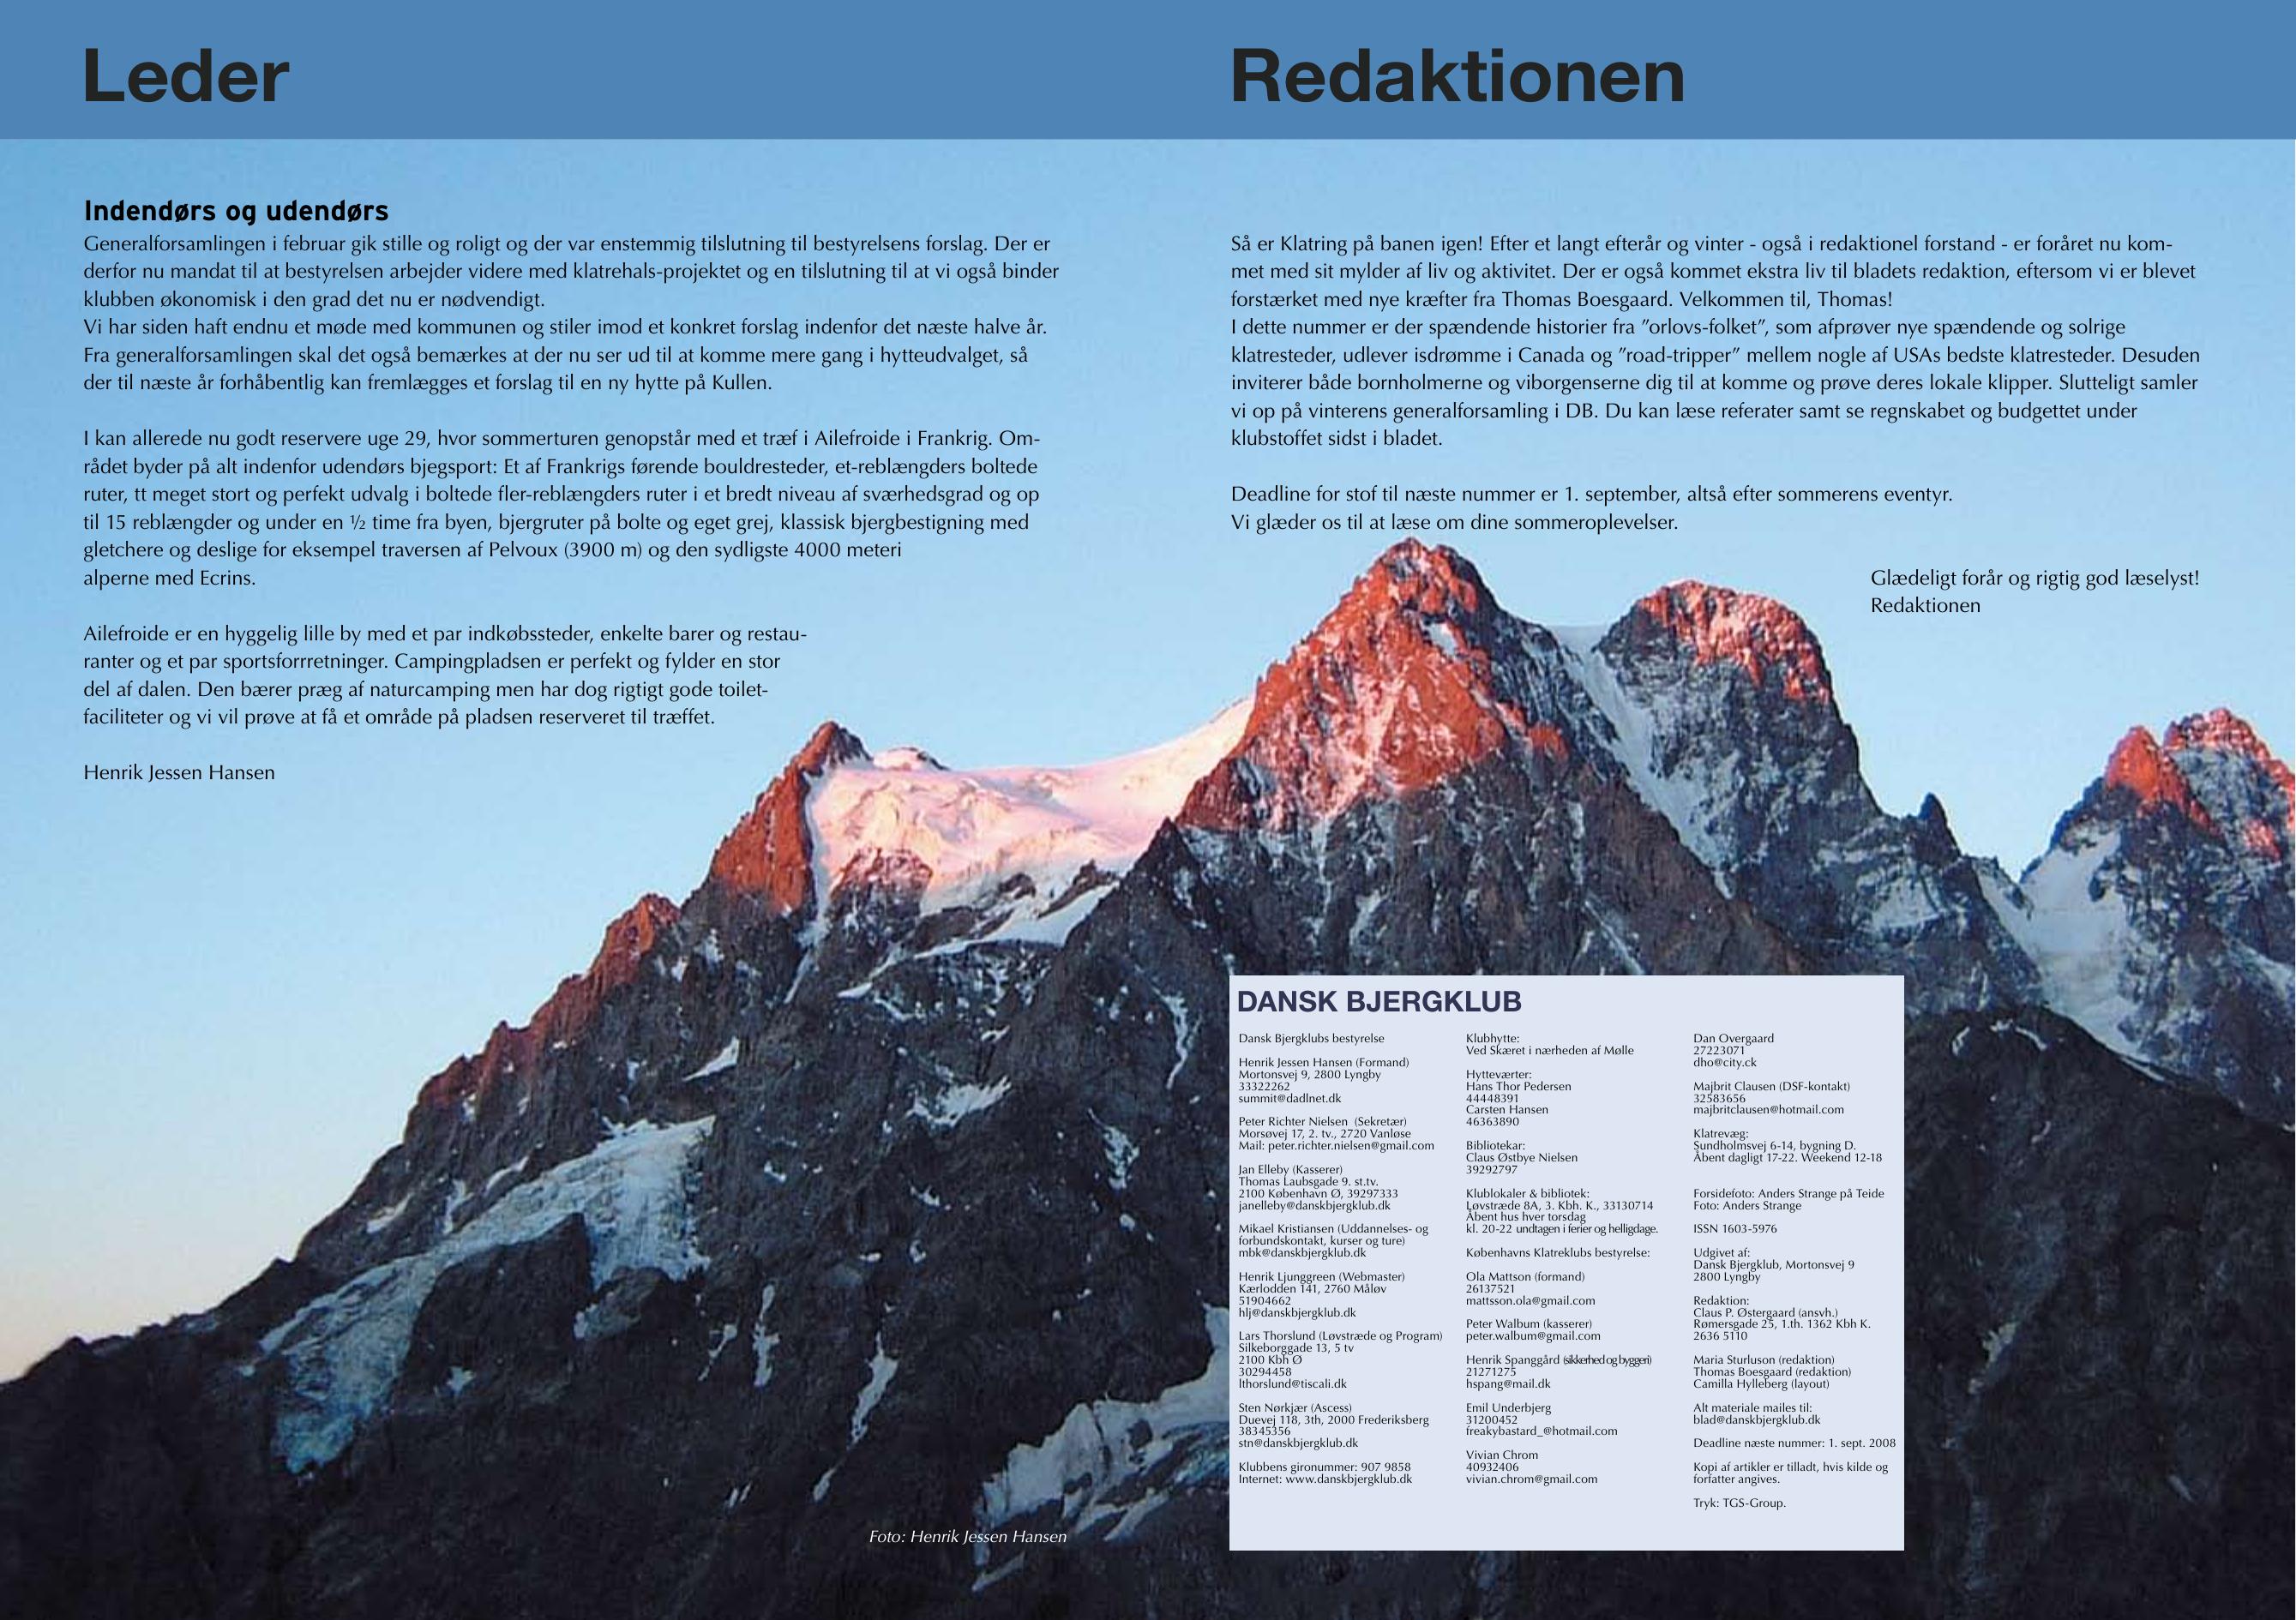 Leder
Indendørs og udendørs
Generalforsamlingen i februar gik stille og roligt og der var enstemmig tilslutning til bestyrelsens forslag. Der er
derfor nu mandat til at bestyrelsen arbejder videre med klatrehals-projektet og en tilslutning til at vi også binder
klubben økonomisk i den grad det nu er nødvendigt.
Vi har siden haft endnu et møde med kommunen og stiler imod et konkret forslag indenfor det næste halve år.
Fra generalforsamlingen skal det også bemærkes at der nu ser ud til at komme mere gang i hytteudvalget, så
der til næste år forhåbentlig kan fremlægges et forslag til en ny hytte på Kullen.
I kan allerede nu godt reservere uge 29, hvor sommerturen genopstår med et træf i Ailefroide i Frankrig. Om-
rådet byder på alt indenfor udendørs bjegsport: Et af Frankrigs førende bouldresteder, et-reblængders boltede
ruter, tt meget stort og perfekt udvalg i boltede fler-reblængders ruter i et bredt niveau af sværhedsgrad og op
til 15 reblængder og under en ½ time fra byen, bjergruter på bolte og eget grej, klassisk bjergbestigning med
gletchere og deslige for eksempel traversen af Pelvoux (3900 m) og den sydligste 4000 meteri
alperne med Ecrins.
Ailefroide er en hyggelig lille by med et par indkøbssteder, enkelte barer og restau-
ranter og et par sportsforrretninger. Campingpladsen er perfekt og fylder en stor
del af dalen. Den bærer præg af naturcamping men har dog rigtigt gode toilet-
faciliteter og vi vil prøve at få et område på pladsen reserveret til træffet.
Henrik Jessen Hansen
Foto: Henrik Jessen Hansen
Redaktionen
Så er Klatring på banen igen! Efter et langt efterår og vinter - også i redaktionel forstand - er foråret nu kom-
met med sit mylder af liv og aktivitet. Der er også kommet ekstra liv til bladets redaktion, eftersom vi er blevet
forstærket med nye kræfter fra Thomas Boesgaard. Velkommen til, Thomas!
I dette nummer er der spændende historier fra ”orlovs-folket”, som afprøver nye spændende og solrige
klatresteder, udlever isdrømme i Canada og ”road-tripper” mellem nogle af USAs bedste klatresteder. Desuden
inviterer både bornholmerne og viborgenserne dig til at komme og prøve deres lokale klipper. Slutteligt samler
vi op på vinterens generalforsamling i DB. Du kan læse referater samt se regnskabet og budgettet under
klubstoffet sidst i bladet.
Deadline for stof til næste nummer er 1. september, altså efter sommerens eventyr.
Vi glæder os til at læse om dine sommeroplevelser.
Glædeligt forår og rigtig god læselyst!
Redaktionen
DANSK BJERGKLUB
Dansk Bjergklubs bestyrelse
Henrik Jessen Hansen (Formand)
Mortonsvej 9, 2800 Lyngby
33322262
summit@dadlnet.dk
Peter Richter Nielsen (Sekretær)
Morsøvej 17, 2. tv., 2720 Vanløse
Mail: peter.richter.nielsen@gmail.com
Jan Elleby (Kasserer)
Thomas Laubsgade 9. st.tv.
2100 København Ø, 39297333
janelleby@danskbjergklub.dk
Mikael Kristiansen (Uddannelses- og
forbundskontakt, kurser og ture)
mbk@danskbjergklub.dk
Henrik Ljunggreen (Webmaster)
Kærlodden 141, 2760 Måløv
51904662
hlj@danskbjergklub.dk
Lars Thorslund (Løvstræde og Program)
Silkeborggade 13, 5 tv
2100 Kbh Ø
30294458
lthorslund@tiscali.dk
Sten Nørkjær (Ascess)
Duevej 118, 3th, 2000 Frederiksberg
38345356
stn@danskbjergklub.dk
Klubbens gironummer: 907 9858
Internet: www.danskbjergklub.dk
Klubhytte:
Ved Skæret i nærheden af Mølle
Hytteværter:
Hans Thor Pedersen
44448391
Carsten Hansen
46363890
Bibliotekar:
Claus Østbye Nielsen
39292797
Klublokaler & bibliotek:
Løvstræde 8A, 3. Kbh. K., 33130714
Åbent hus hver torsdag
kl. 20-22 undtagen i ferier og helligdage.
Københavns Klatreklubs bestyrelse:
Ola Mattson (formand)
26137521
mattsson.ola@gmail.com
Peter Walbum (kasserer)
peter.walbum@gmail.com
Henrik Spanggård (sikkerhed og byggeri)
21271275
hspang@mail.dk
Emil Underbjerg
31200452
freakybastard_@hotmail.com
Vivian Chrom
40932406
vivian.chrom@gmail.com
Dan Overgaard
27223071
dho@city.ck
Majbrit Clausen (DSF-kontakt)
32583656
majbritclausen@hotmail.com
Klatrevæg:
Sundholmsvej 6-14, bygning D.
Åbent dagligt 17-22. Weekend 12-18
Forsidefoto: Anders Strange på Teide
Foto: Anders Strange
ISSN 1603-5976
Udgivet af:
Dansk Bjergklub, Mortonsvej 9
2800 Lyngby
Redaktion:
Claus P. Østergaard (ansvh.)
Rømersgade 25, 1.th. 1362 Kbh K.
2636 5110
Maria Sturluson (redaktion)
Thomas Boesgaard (redaktion)
Camilla Hylleberg (layout)
Alt materiale mailes til:
blad@danskbjergklub.dk
Deadline næste nummer: 1. sept. 2008
Kopi af artikler er tilladt, hvis kilde og
forfatter angives.
Tryk: TGS-Group.